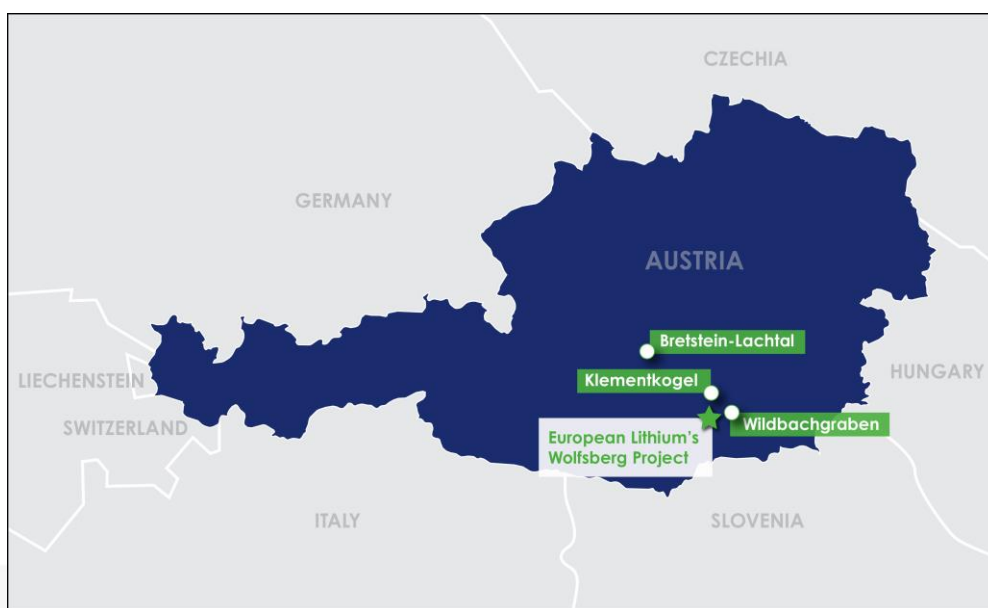 CZECHIA
GERMANY
AUSTRIA
Bretstein-Lachtal
LIECHENSTEIN
Klementkogel
HUNGARY
SWITZERLAND
Wildbachgraben
European Lithium's
Wolfsberg Project
ITALY
SLOVENIA